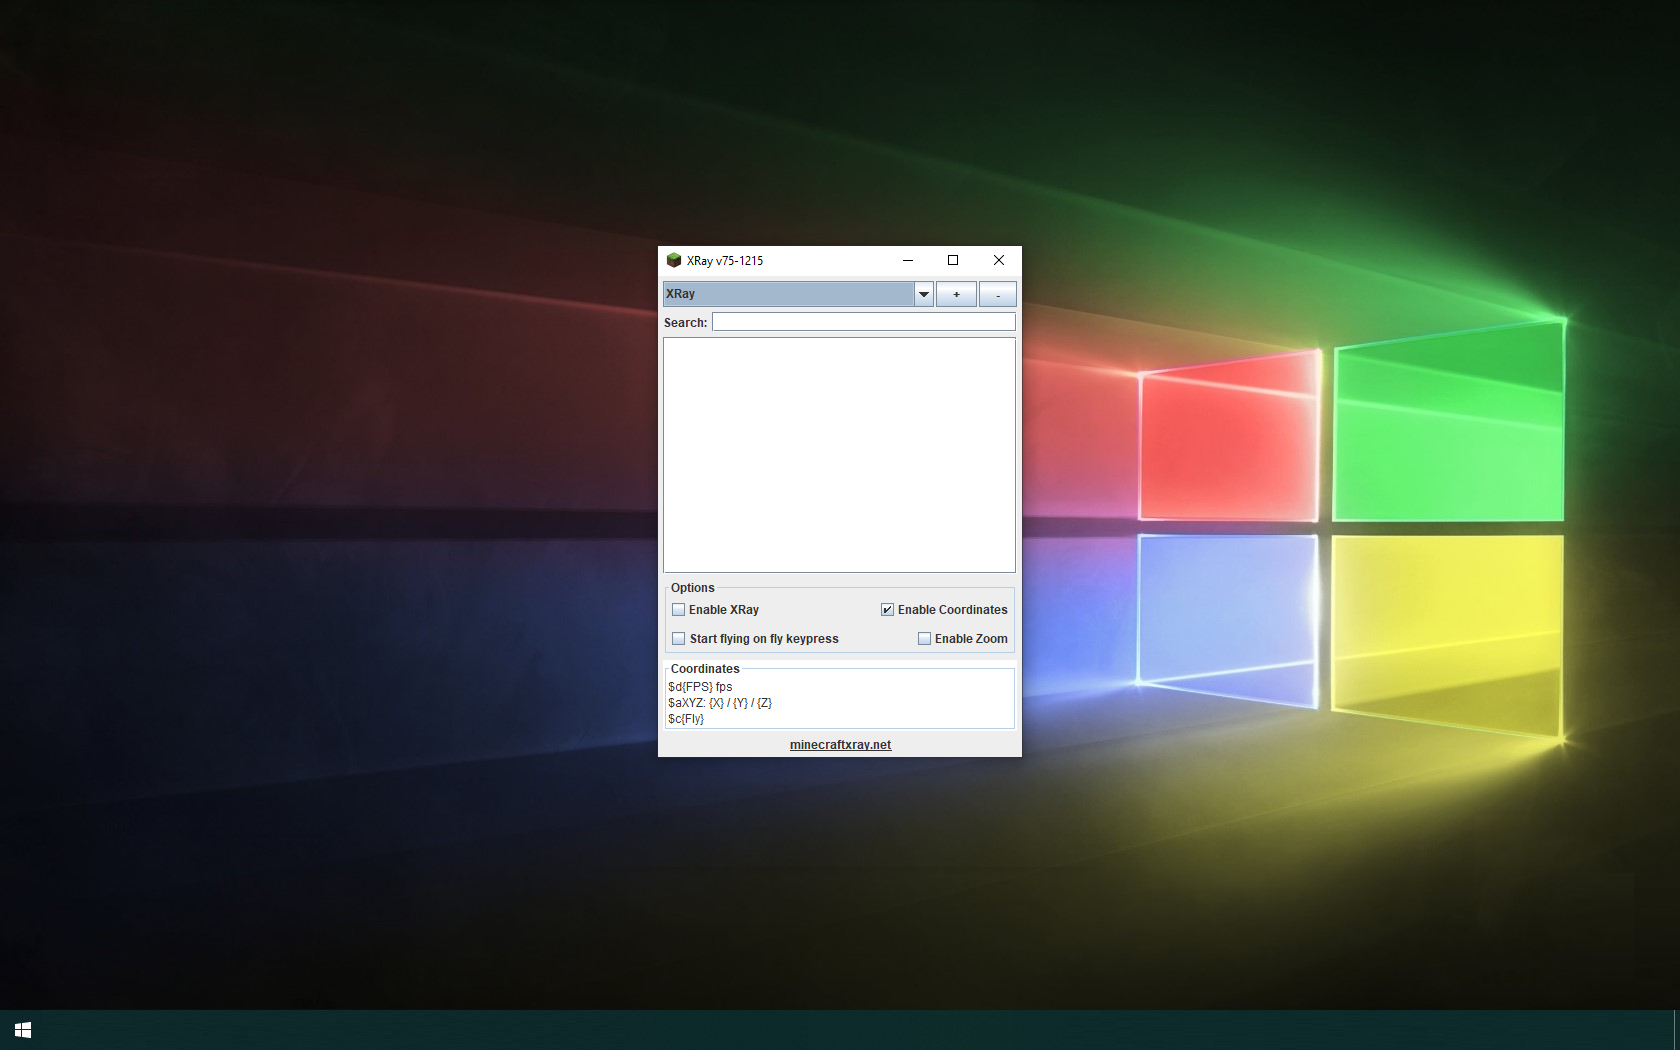 XRay v75-1215
XRay
+ -
Search:
Options
Enable XRay Enable Coordinates
Start flying on fly keypress Enable Zoom
Coordinates
$d{FPS} fps
$aXYZ: {X} / {Y} / {Z}
$c{Fly}
minecraftxray.net